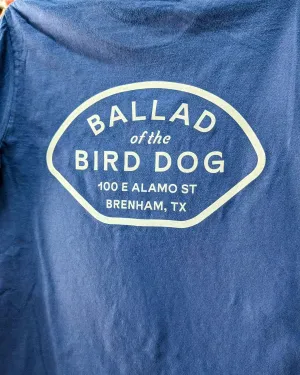 BALLAD
of the
BIRD DOG
100 E ALAMO ST
BRENHAM, TX